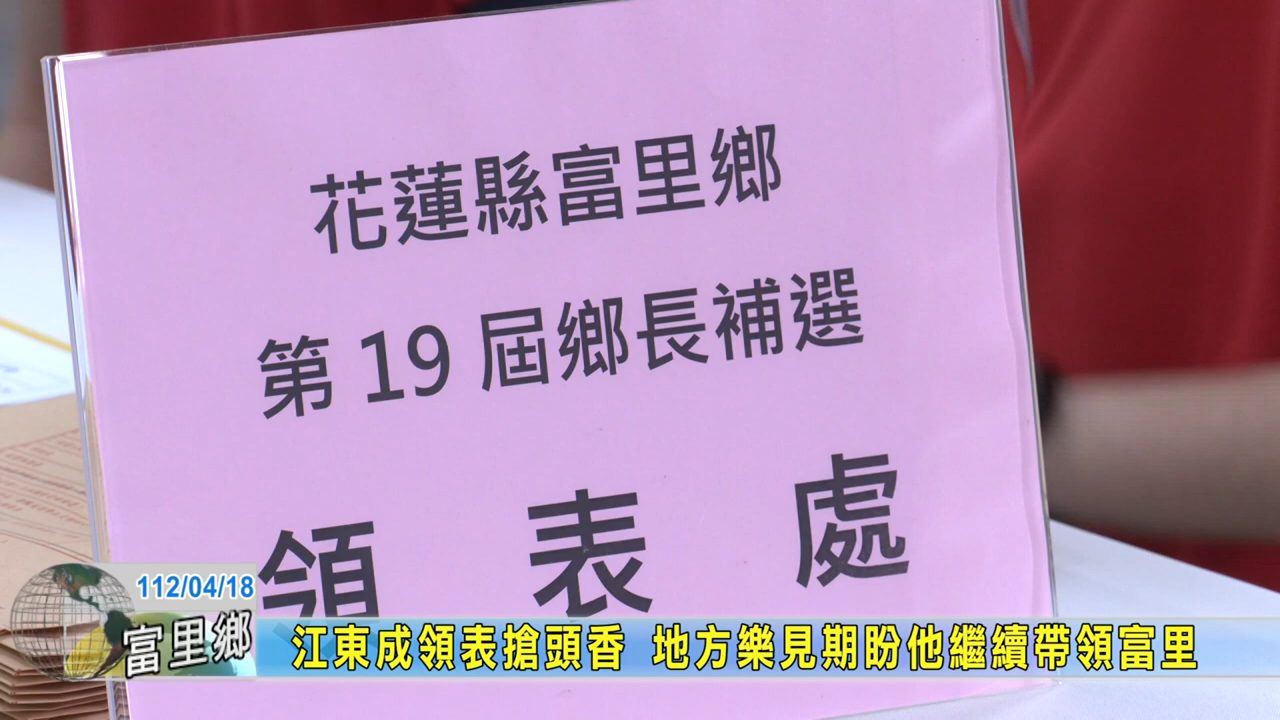 花蓮縣富里鄉
第19屆鄉長補選
領表處
112/04/18
富里鄉
江東成領表搶頭香 地方樂見期盼他繼續帶領富里